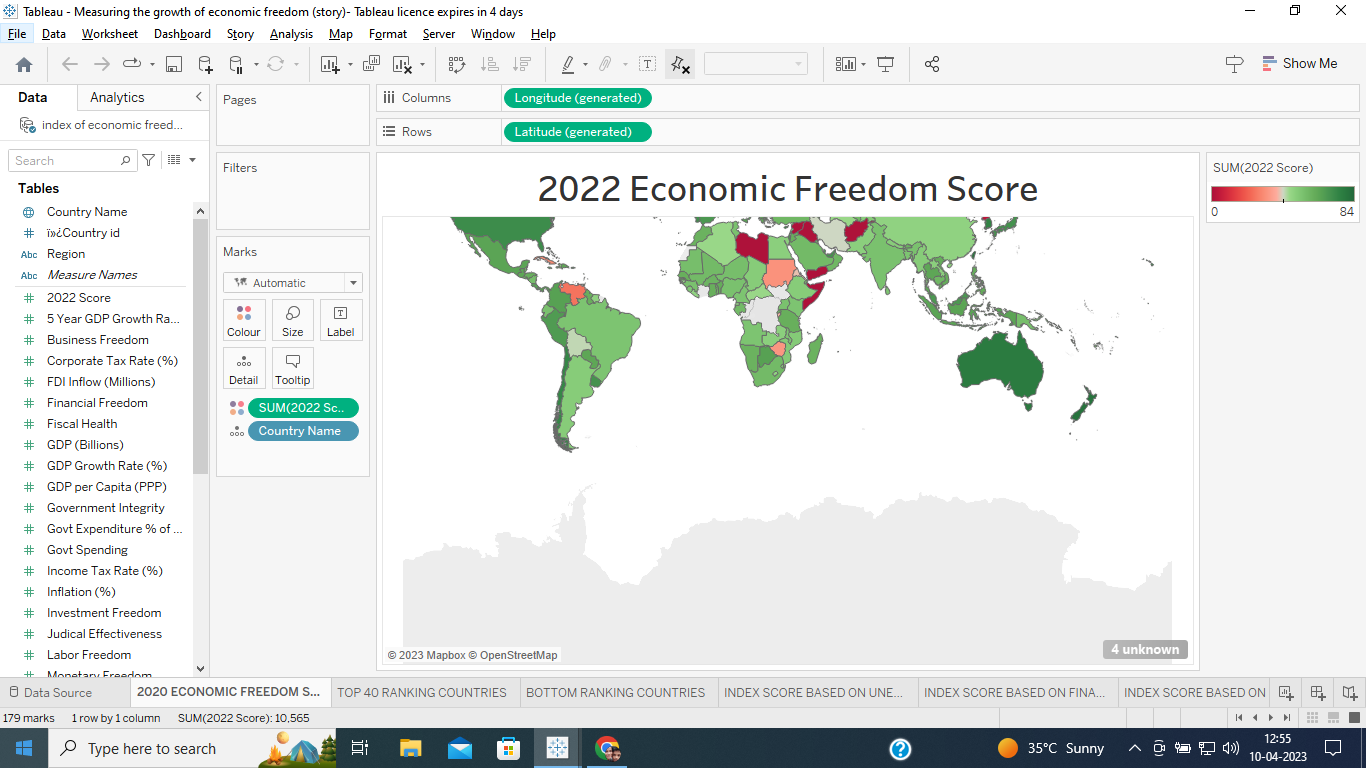 Tableau - Measuring the growth of economic freedom (story)- Tableau licence expires in 4 days
File Data Worksheet Dashboard Story Analysis Map Format Server Window Help
Show Me
Data Analytics
index of economic freed...
Search
Tables
Country Name
ï»¿Country id
Abc Region
Abc Measure Names
2022 Score
5 Year GDP Growth Ra...
Business Freedom
Corporate Tax Rate (%)
FDI Inflow (Millions)
Financial Freedom
Fiscal Health
GDP (Billions)
GDP Growth Rate (%)
GDP per Capita (PPP)
Government Integrity
Govt Expenditure % of ...
Govt Spending
Income Tax Rate (%)
Inflation (%)
Investment Freedom
Judical Effectiveness
Labor Freedom
Monetary Freedom
Pages
Filters
Marks
Automatic
Colour Size Label
Detail Tooltip
SUM(2022 Sc..
Country Name
Columns Longitude (generated)
Rows Latitude (generated)
2022 Economic Freedom Score
© 2023 Mapbox © OpenStreetMap
4 unknown
SUM(2022 Score)
0 84
Data Source 2020 ECONOMIC FREEDOM S... TOP 40 RANKING COUNTRIES BOTTOM RANKING COUNTRIES INDEX SCORE BASED ON UNE... INDEX SCORE BASED ON FINA... INDEX SCORE BASED ON
179 marks 1 row by 1 column SUM(2022 Score): 10,565
Type here to search
35°C Sunny
12:55
10-04-2023